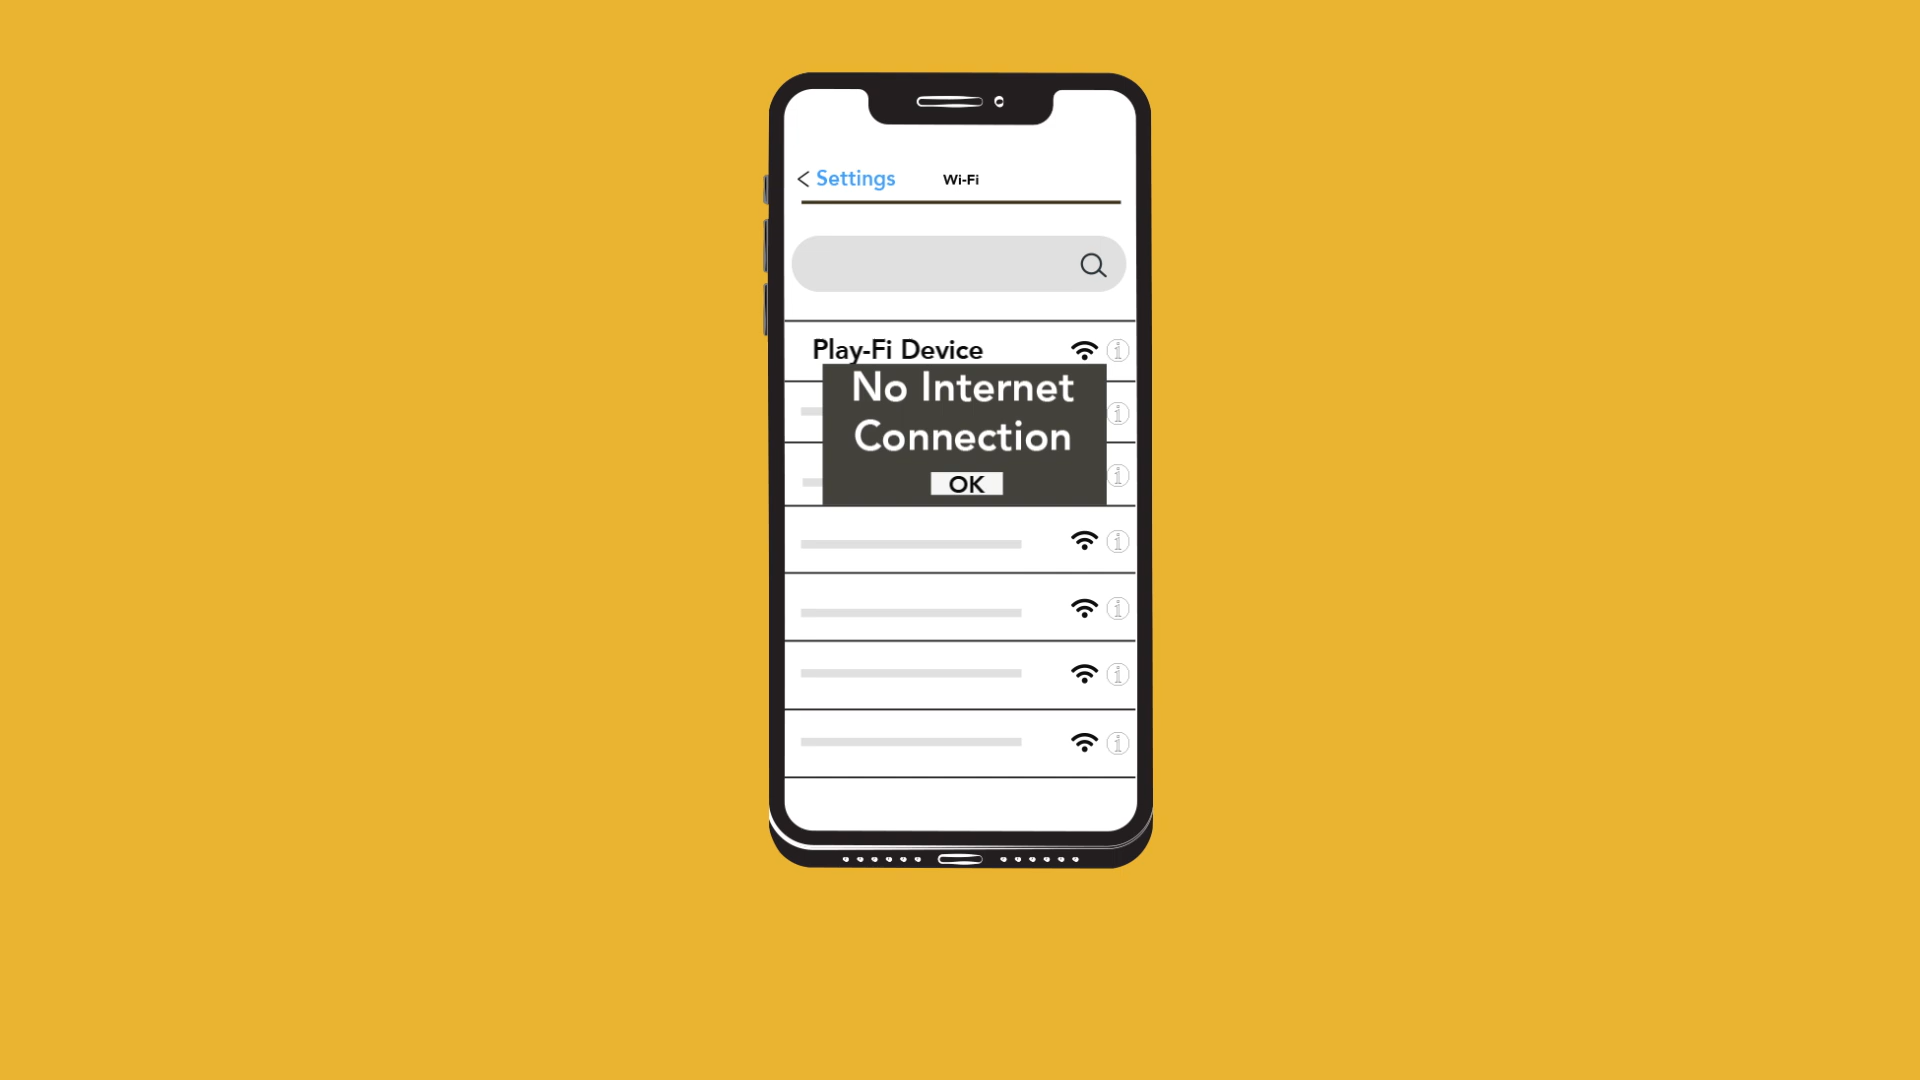 < Settings
Wi-Fi
Play-Fi Device
No Internet
Connection
OK